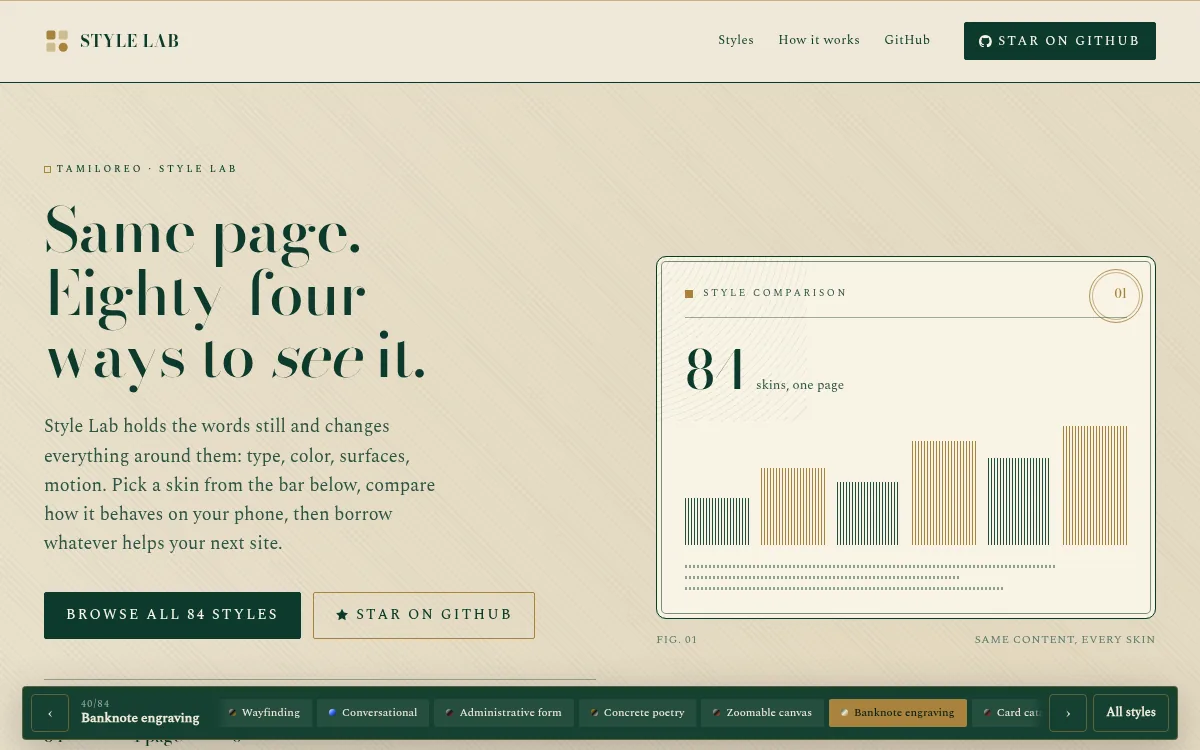 STYLE LAB
Styles
How it works
GitHub
STAR ON GITHUB
TAMILOREO · STYLE LAB
Same page.
Eighty four
ways to see it.
Style Lab holds the words still and changes
everything around them: type, color, surfaces,
motion. Pick a skin from the bar below, compare
how it behaves on your phone, then borrow
whatever helps your next site.
BROWSE ALL 84 STYLES
STAR ON GITHUB
STYLE COMPARISON
01
84 skins, one page
FIG. 01
SAME CONTENT, EVERY SKIN
‹
40/84
Banknote engraving
Wayfinding
Conversational
Administrative form
Concrete poetry
Zoomable canvas
Banknote engraving
Card
›
All styles